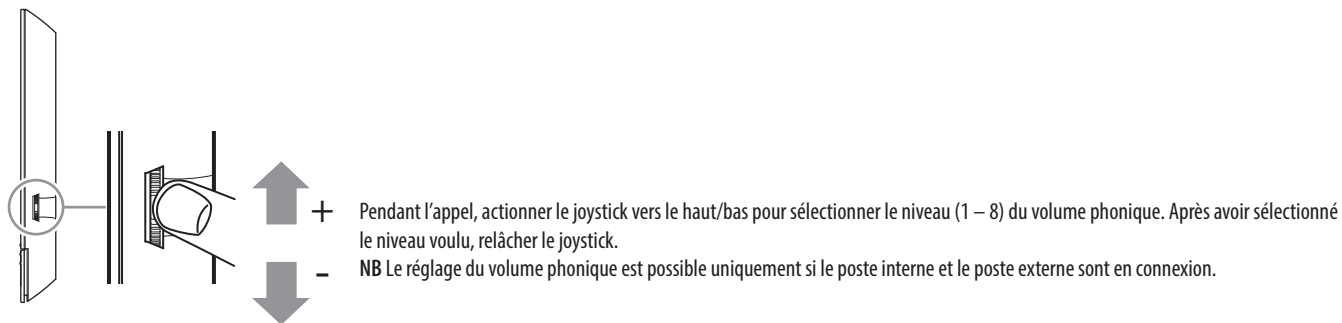 +
Pendant l’appel, actionner le joystick vers le haut/bas pour sélectionner le niveau (1 – 8) du volume phonique. Après avoir sélectionné
le niveau voulu, relâcher le joystick.
-
NB Le réglage du volume phonique est possible uniquement si le poste interne et le poste externe sont en connexion.